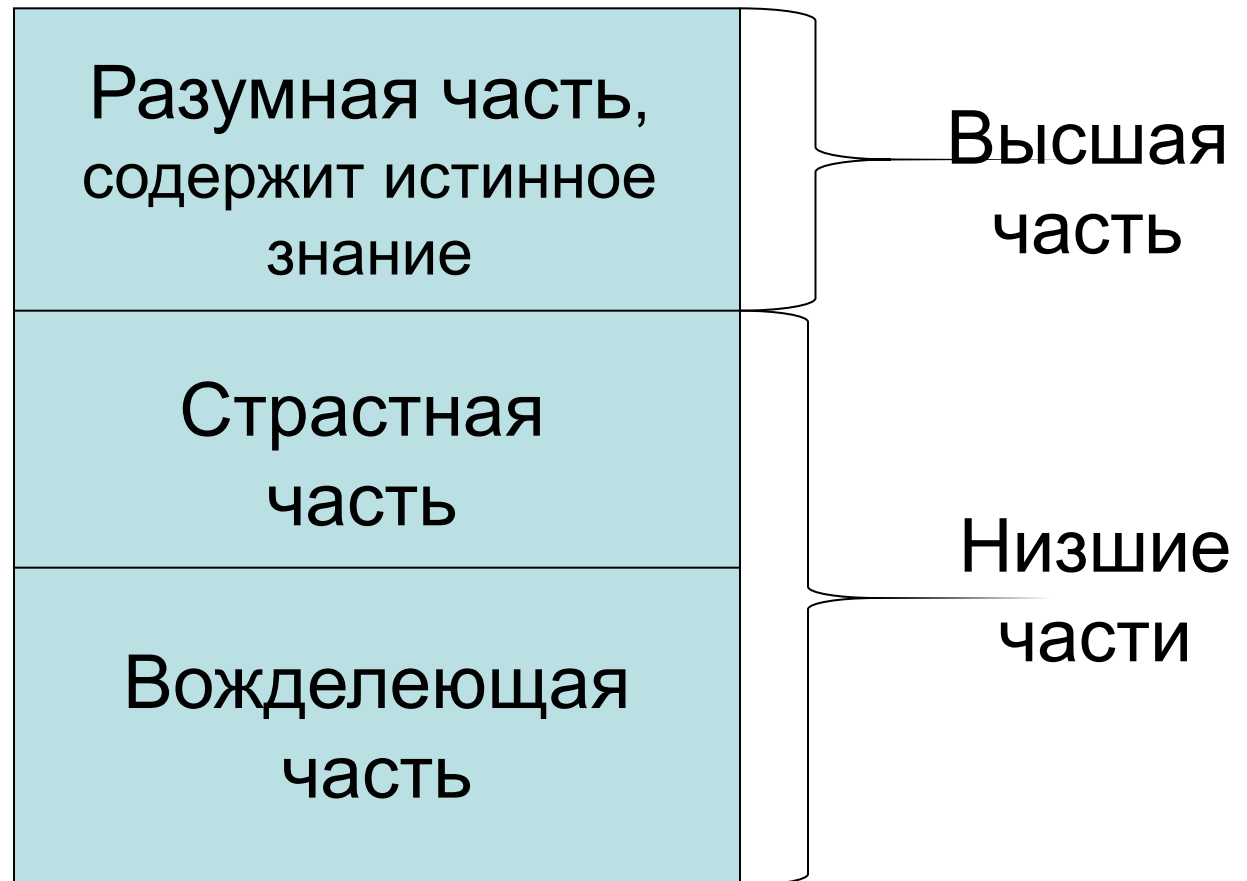 Разумная часть,
содержит истинное
знание
Высшая
часть
Страстная
часть
Низшие
части
Вожделеющая
часть